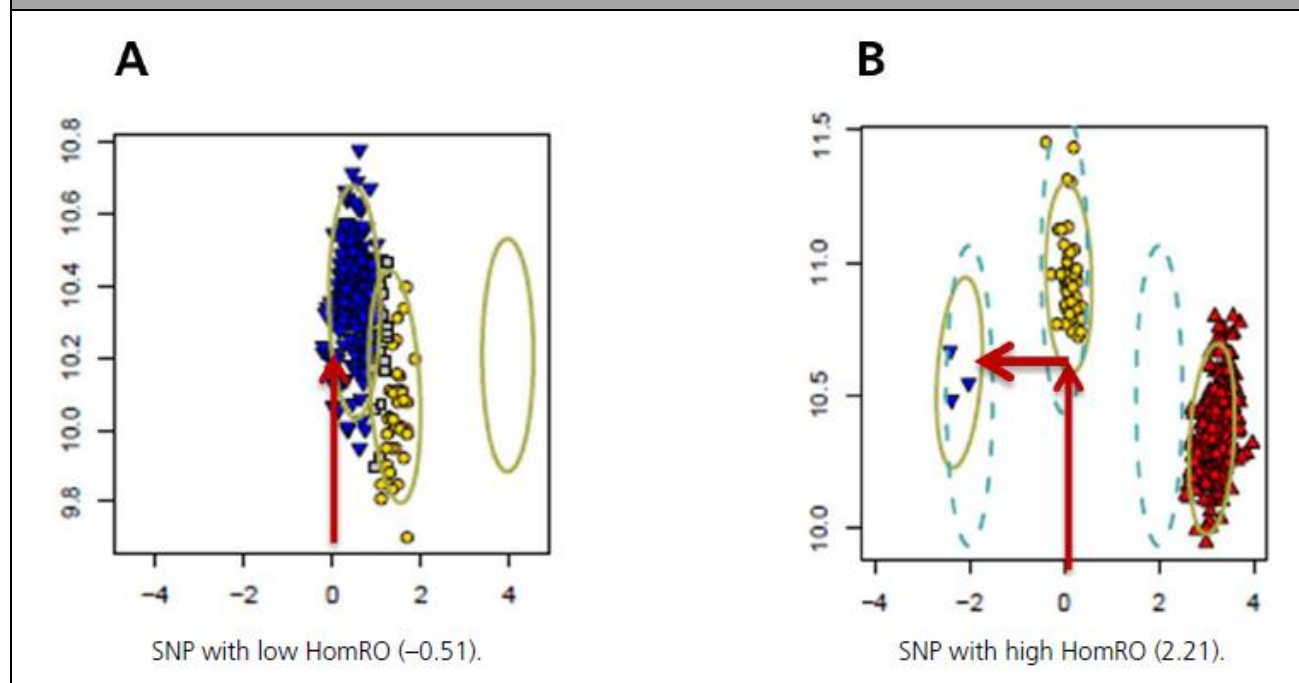 A
B
10.8
10.6
10.4
10.2
10.0
9.8
−4 −2 0 2 4
11.5
11.0
10.5
10.0
−4 −2 0 2 4
SNP with low HomRO (−0.51).
SNP with high HomRO (2.21).